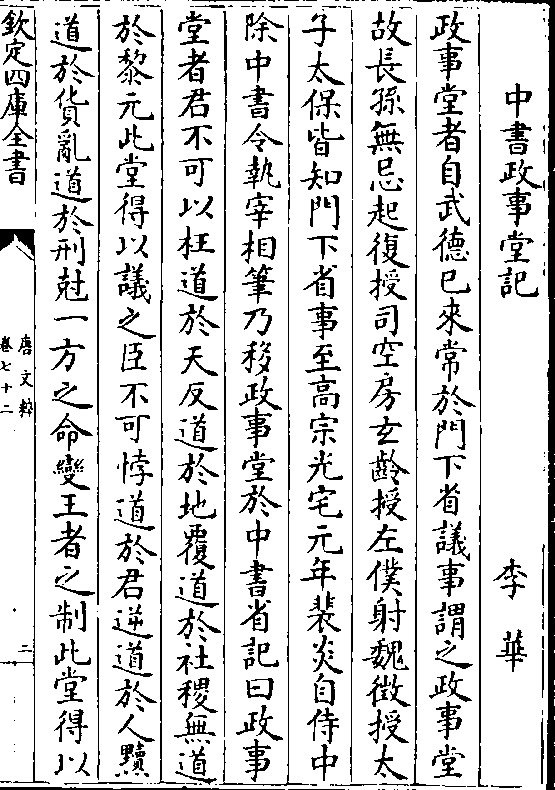 中書政事堂記 李華
政事堂者自武德已來常於門下省議事謂之政事堂
故長孫無忌起復授司空房玄齡授左僕射魏徵授太
子太保皆知門下省事至高宗光宅元年裴炎自侍中
除中書令執宰相筆乃移政事堂於中書省記曰政事
堂者君不可以枉道於天反道於地覆道於社稷無道
於黎元此堂得以議之臣不可悖道於君逆道於人黷
道於貨亂道於刑尅一方之命變王者之制此堂得以
欽定四庫全書
唐文粹
卷七十二
二